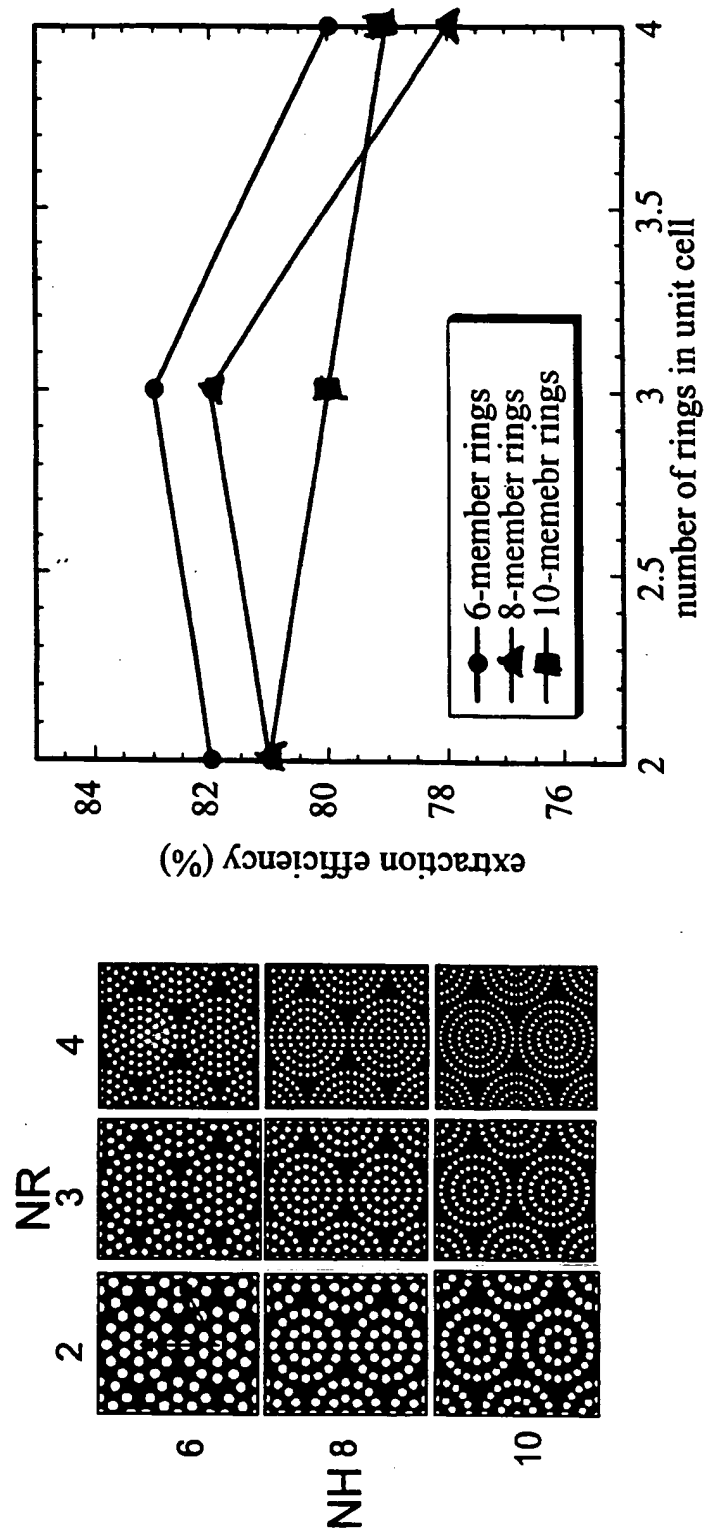 NR
2 3 4
6
NH 8
10
extraction efficiency (%)
84
82
80
78
76
2 2.5 3 3.5 4
number of rings in unit cell
6-member rings
8-member rings
10-memebr rings